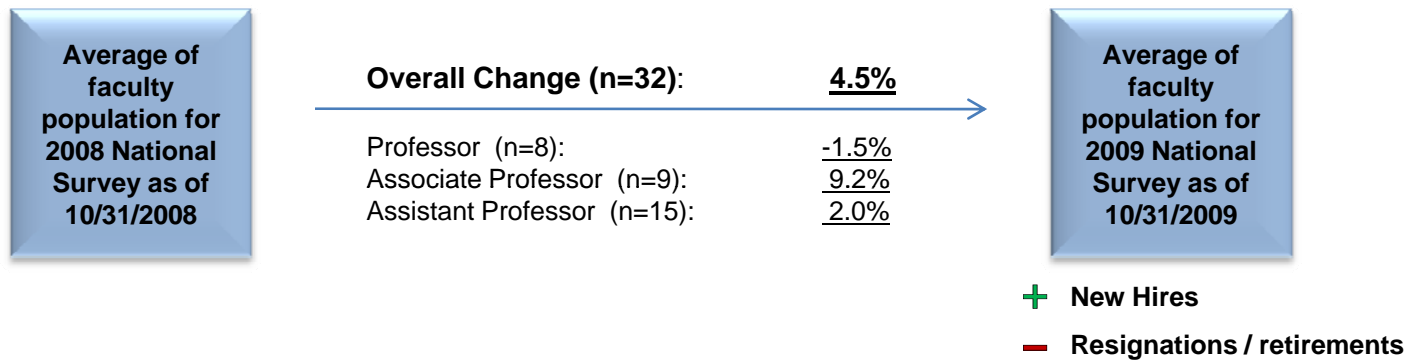 Average of
faculty
population for
2008 National
Survey as of
10/31/2008
Overall Change (n=32): 4.5%
Professor (n=8): -1.5%
Associate Professor (n=9): 9.2%
Assistant Professor (n=15): 2.0%
Average of
faculty
population for
2009 National
Survey as of
10/31/2009
New Hires
Resignations / retirements